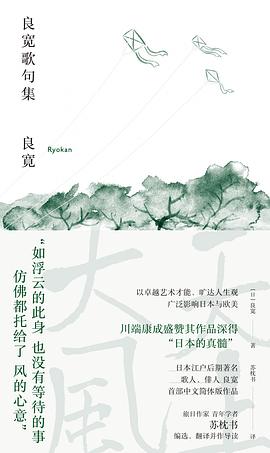 良宽歌句集
良宽
Ryokan
天上
大風
以卓越艺术才能、旷达人生观
广泛影响日本与欧美
川端康成盛赞其作品深得
“日本的真髓”
日本江户后期著名
歌人、俳人 良宽
首部中文简体版作品
旅日作家 青年学者
苏枕书
编选、翻译并作导读
[日] 良宽 著
苏枕书 译
“如浮云的此身 也没有等待的事
仿佛都托给了 风的心意”